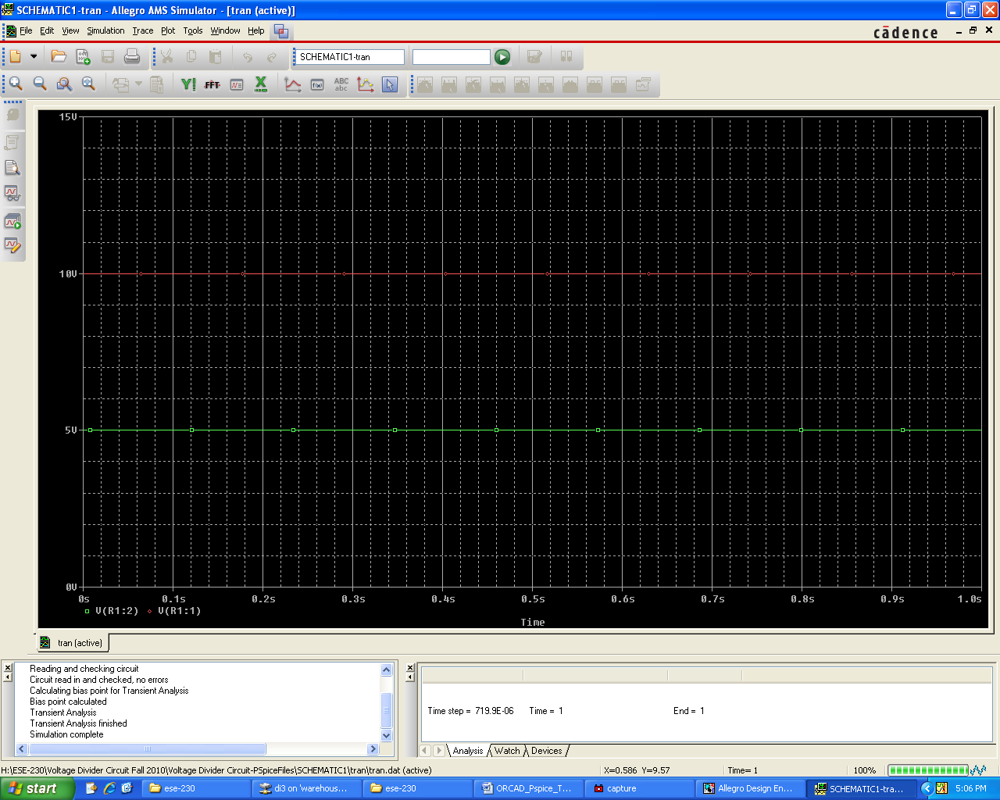 SCHEMATIC1-tran - Allegro AMS Simulator - [tran (active)]
File Edit View Simulation Trace Plot Tools Window Help
cādence
SCHEMATIC1-tran
Y! FFT
f(x) ABC
abc
15V
10V
5V
0V
0s 0.1s 0.2s 0.3s 0.4s 0.5s 0.6s 0.7s 0.8s 0.9s 1.0s
V(R1:2) V(R1:1)
Time
tran (active)
Reading and checking circuit
Circuit read in and checked, no errors
Calculating bias point for Transient Analysis
Bias point calculated
Transient Analysis
Transient Analysis finished
Simulation complete
Time step = 719.9E-06 Time = 1 End = 1
Analysis Watch Devices
H:\ESE-230\Voltage Divider Circuit Fall 2010\Voltage Divider Circuit-PSpiceFiles\SCHEMATIC1\tran\tran.dat (active) X=0.586 Y=9.57 Time= 1 100%
start ese-230 di3 on 'warehous... ese-230 ORCAD_Pspice_T... capture Allegro Design En... SCHEMATIC1-tra... 5:06 PM